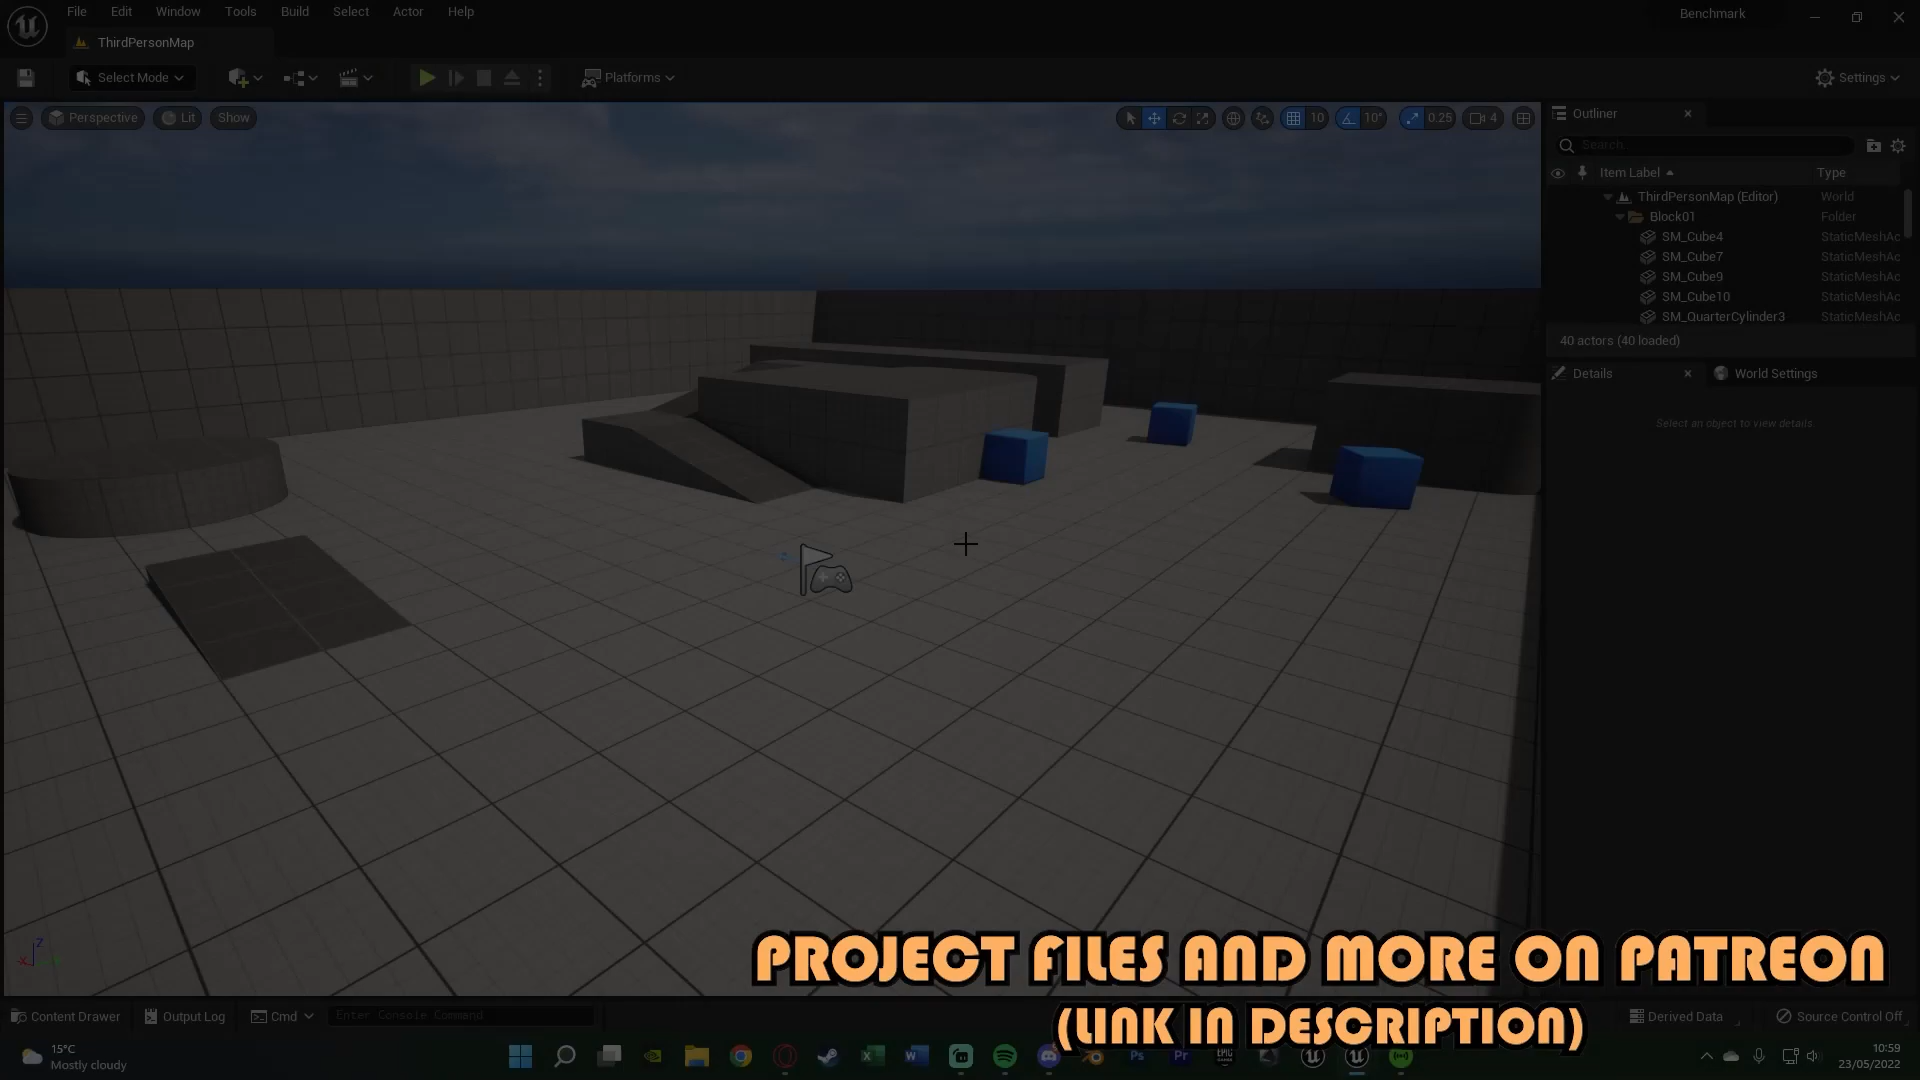 File Edit Window Tools Build Select Actor Help
Benchmark
ThirdPersonMap
Select Mode
Platforms
Settings
Perspective
Lit
Show
10
10°
0.25
4
Outliner
Search...
Item Label
Type
ThirdPersonMap (Editor) World
Block01 Folder
SM_Cube4 StaticMeshAc
SM_Cube7 StaticMeshAc
SM_Cube9 StaticMeshAc
SM_Cube10 StaticMeshAc
SM_QuarterCylinder3 StaticMeshAc
40 actors (40 loaded)
Details
World Settings
Select an object to view details
PROJECT FILES AND MORE ON PATREON
(LINK IN DESCRIPTION)
Content Drawer
Output Log
Cmd
Enter Console Command
Derived Data
Source Control Off
15°C
Mostly cloudy
10:59
23/05/2022